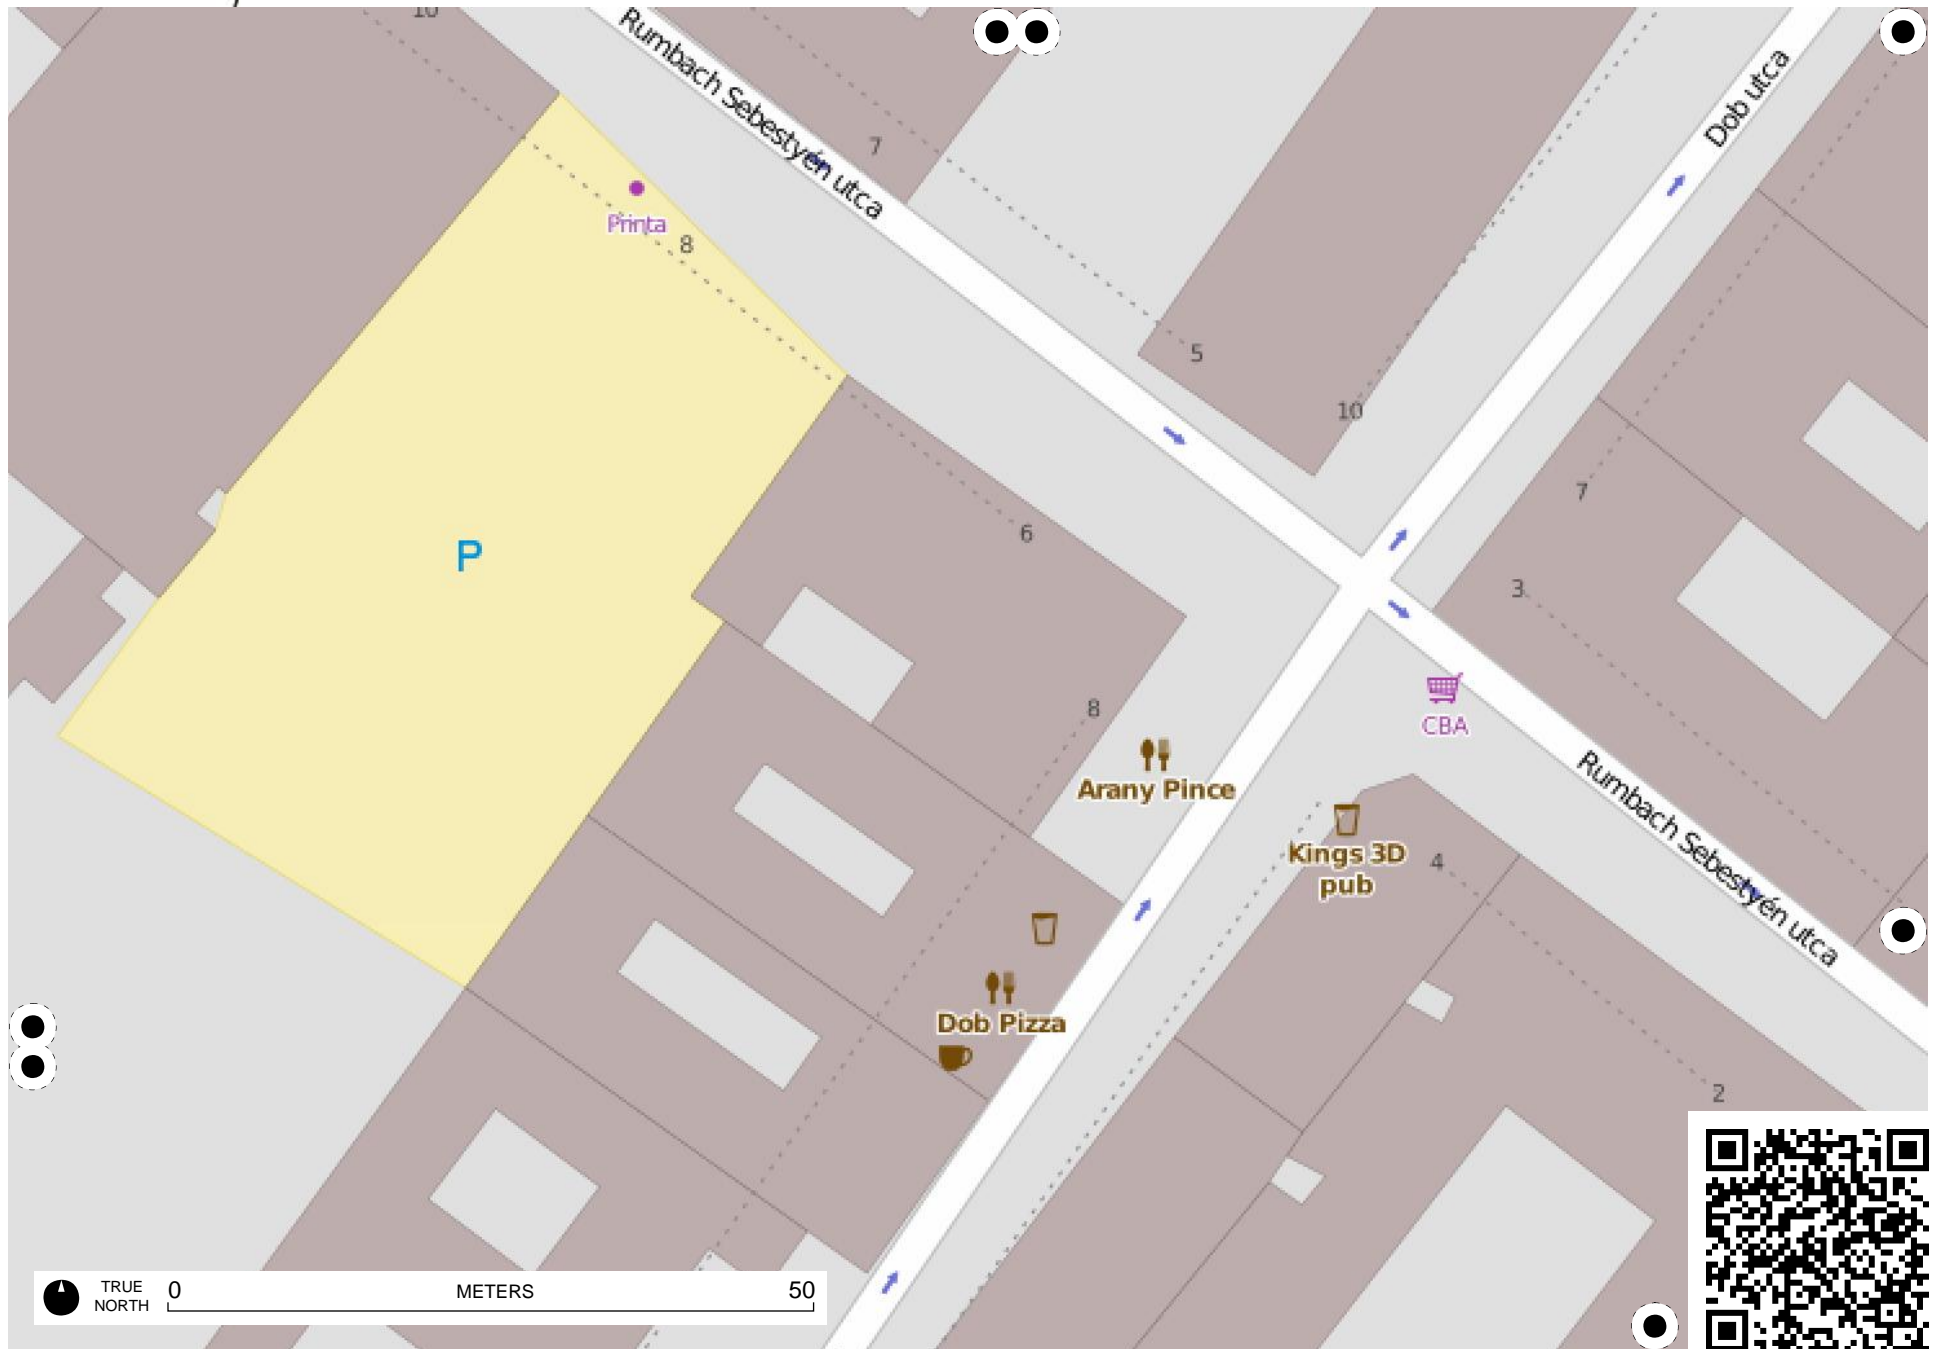 10
Rumbach Sebestyén utca
Dob utca
7
Printa
8
5
10
7
6
P
3
8
CBA
Arany Pince
Rumbach Sebestyén utca
Kings 3D
pub
4
Dob Pizza
2
TRUE
NORTH
0
METERS
50